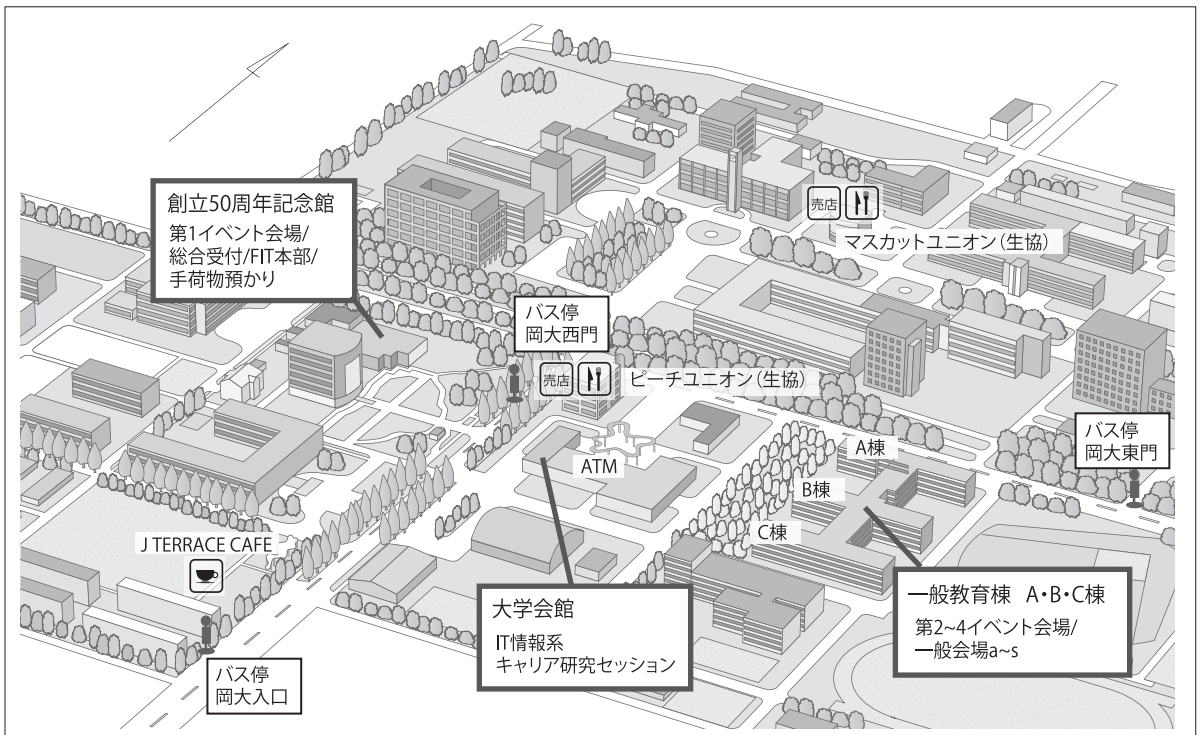 創立50周年記念館
第1イベント会場/
総合受付/FIT本部/
手荷物預かり
売店
マスカットユニオン(生協)
バス停
岡大西門
売店
ピーチユニオン(生協)
バス停
岡大東門
A棟
ATM
B棟
C棟
J TERRACE CAFE
大学会館
IT情報系
キャリア研究セッション
一般教育棟 A・B・C棟
第2~4イベント会場/
一般会場a~s
バス停
岡大入口